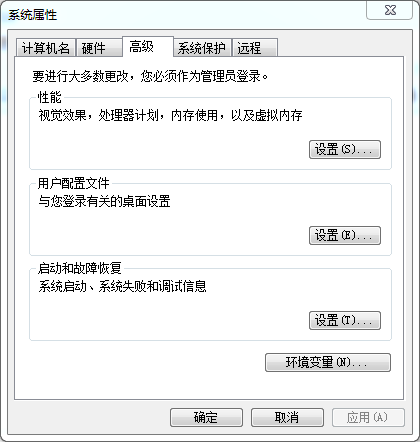 系统属性
计算机名
硬件
高级
系统保护
远程
要进行大多数更改，您必须作为管理员登录。
性能
视觉效果，处理器计划，内存使用，以及虚拟内存
设置(S)...
用户配置文件
与您登录有关的桌面设置
设置(E)...
启动和故障恢复
系统启动、系统失败和调试信息
设置(T)...
环境变量(N)...
确定
取消
应用(A)